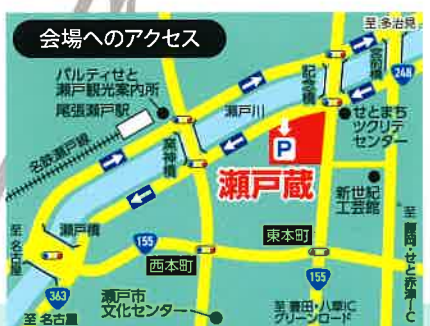 会場へのアクセス
至 多治見
パルティせと
瀬戸観光案内所
尾張瀬戸駅
瀬戸川
記念橋
宮前橋
248
せとまち
ツクリテ
センター
名鉄瀬戸線
窯神橋
P
瀬戸蔵
新世紀
工芸館
瀬戸橋
至 名古屋
155
西本町
東本町
155
至 藤岡・せと赤津IC
363
至 名古屋
瀬戸市
文化センター
至 豊田・八草IC
グリーンロード